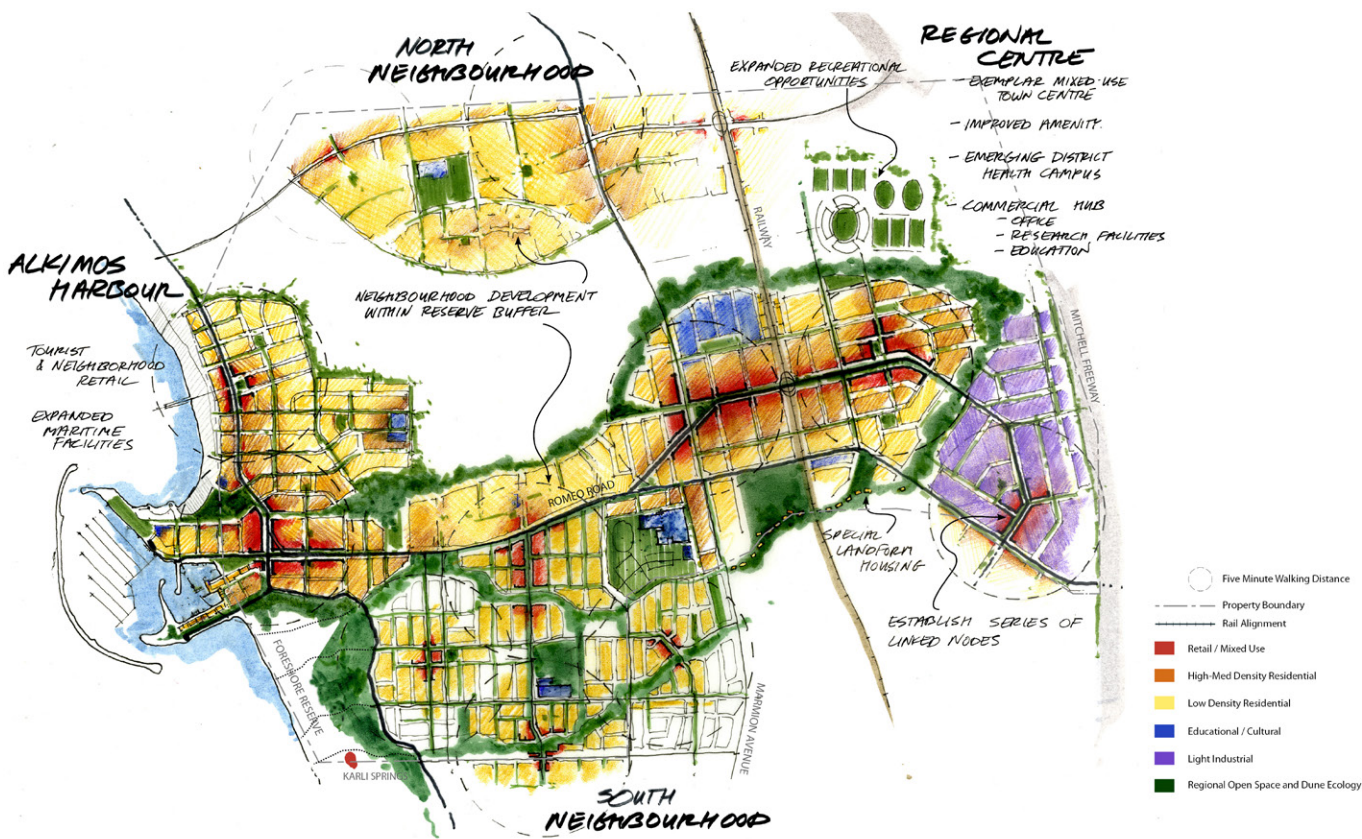 NORTH
NEIGHBOURHOOD
EXPANDED RECREATIONAL
OPPORTUNITIES
REGIONAL
CENTRE
- EXEMPLAR MIXED-USE
TOWN CENTRE
- IMPROVED AMENITY.
- EMERGING DISTRICT
HEALTH CAMPUS
- COMMERCIAL HUB
- OFFICE
- RESEARCH FACILITIES
- EDUCATION
RAILWAY
ALKIMOS
HARBOUR
NEIGHBOURHOOD DEVELOPMENT
WITHIN RESERVE BUFFER
MITCHELL FREEWAY
TOURIST
& NEIGHBORHOOD
RETAIL
EXPANDED
MARITIME
FACILITIES
ROMEO ROAD
SPECIAL
LANDFORM
HOUSING
ESTABLISH SERIES OF
LINKED NODES
FORESHORE RESERVE
MARMION AVENUE
KARLI SPRINGS
SOUTH
NEIGHBOURHOOD
Five Minute Walking Distance
Property Boundary
Rail Alignment
Retail / Mixed Use
High-Med Density Residential
Low Density Residential
Educational / Cultural
Light Industrial
Regional Open Space and Dune Ecology